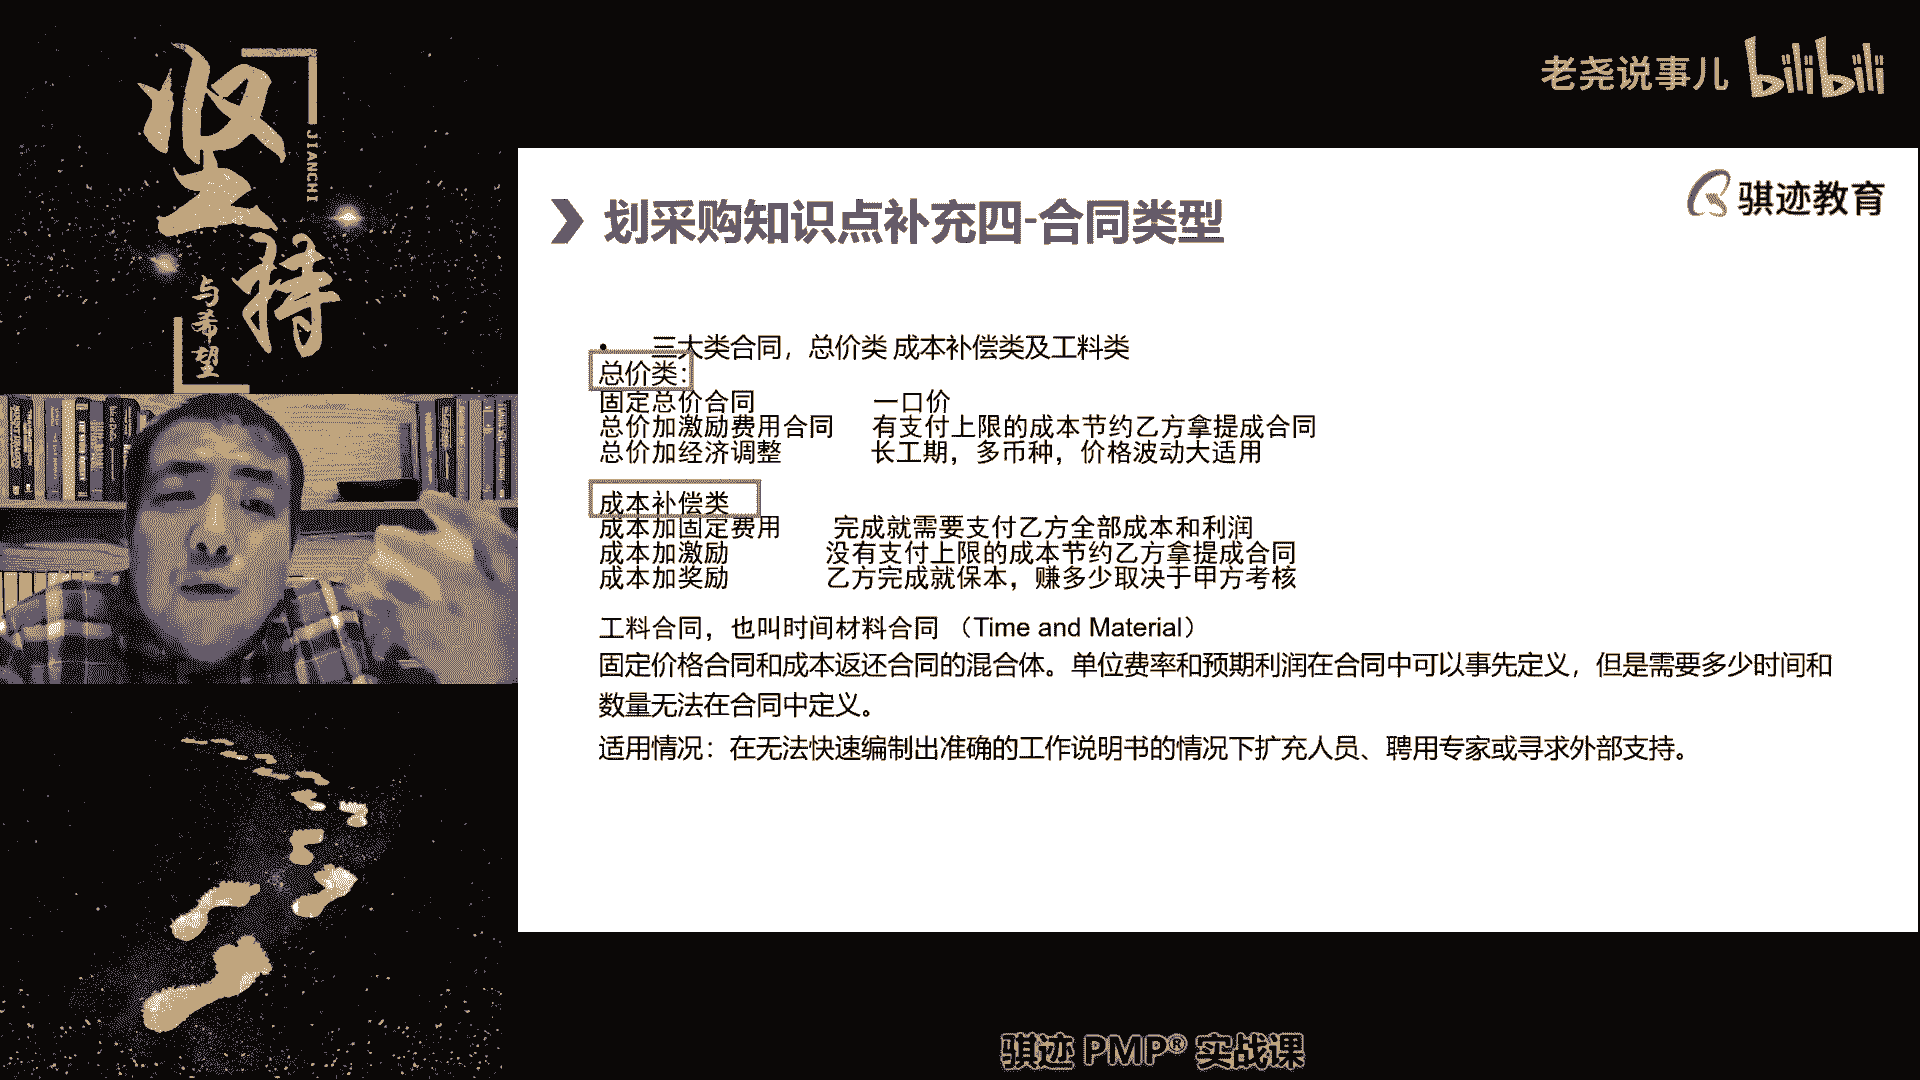 坚持
JIANCHI
与希望
老尧说事儿 bilibili
骐迹教育
划采购知识点补充四-合同类型
• 三大类合同，总价类 成本补偿类及工料类
总价类：
固定总价合同 一口价
总价加激励费用合同 有支付上限的成本节约乙方拿提成合同
总价加经济调整 长工期，多币种，价格波动大适用
成本补偿类
成本加固定费用 完成就需要支付乙方全部成本和利润
成本加激励 没有支付上限的成本节约乙方拿提成合同
成本加奖励 乙方完成就保本，赚多少取决于甲方考核
工料合同，也叫时间材料合同 （Time and Material）
固定价格合同和成本返还合同的混合体。单位费率和预期利润在合同中可以事先定义，但是需要多少时间和
数量无法在合同中定义。
适用情况：在无法快速编制出准确的工作说明书的情况下扩充人员、聘用专家或寻求外部支持。
骐迹 PMP® 实战课